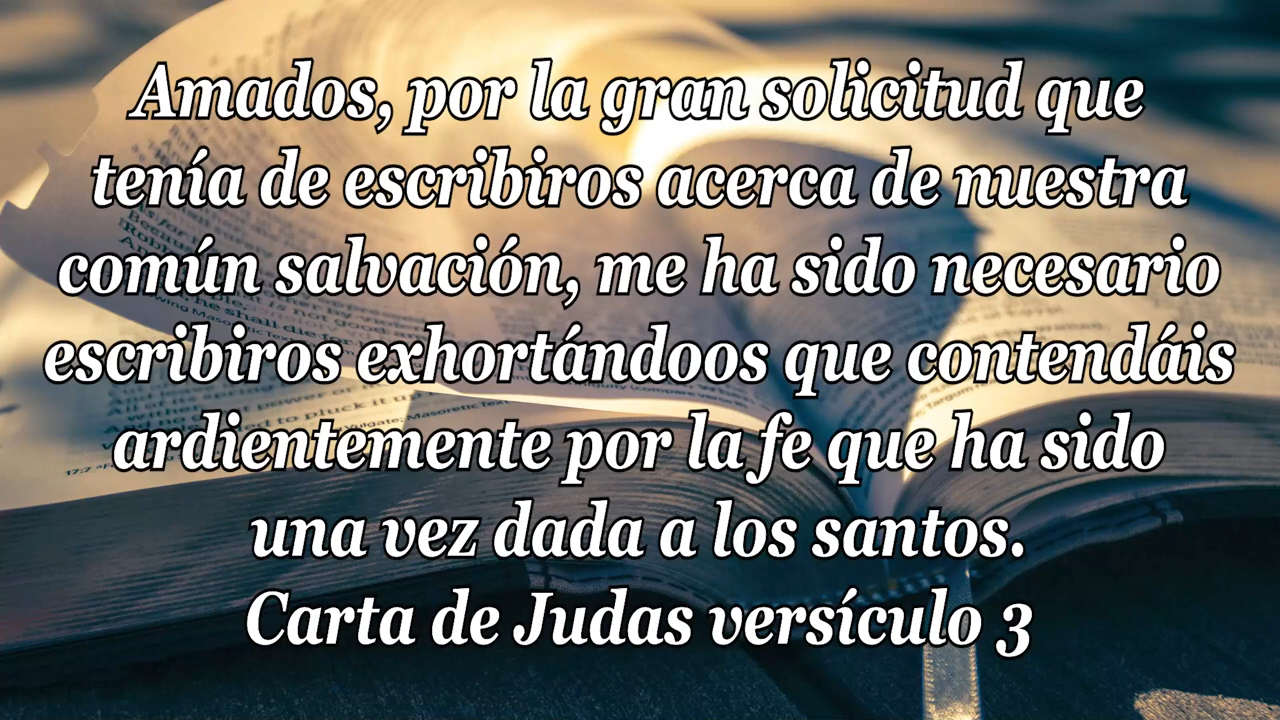 Amados, por la gran solicitud que
tenía de escribiros acerca de nuestra
común salvación, me ha sido necesario
escribiros exhortándoos que contendáis
ardientemente por la fe que ha sido
una vez dada a los santos.
Carta de Judas versículo 3